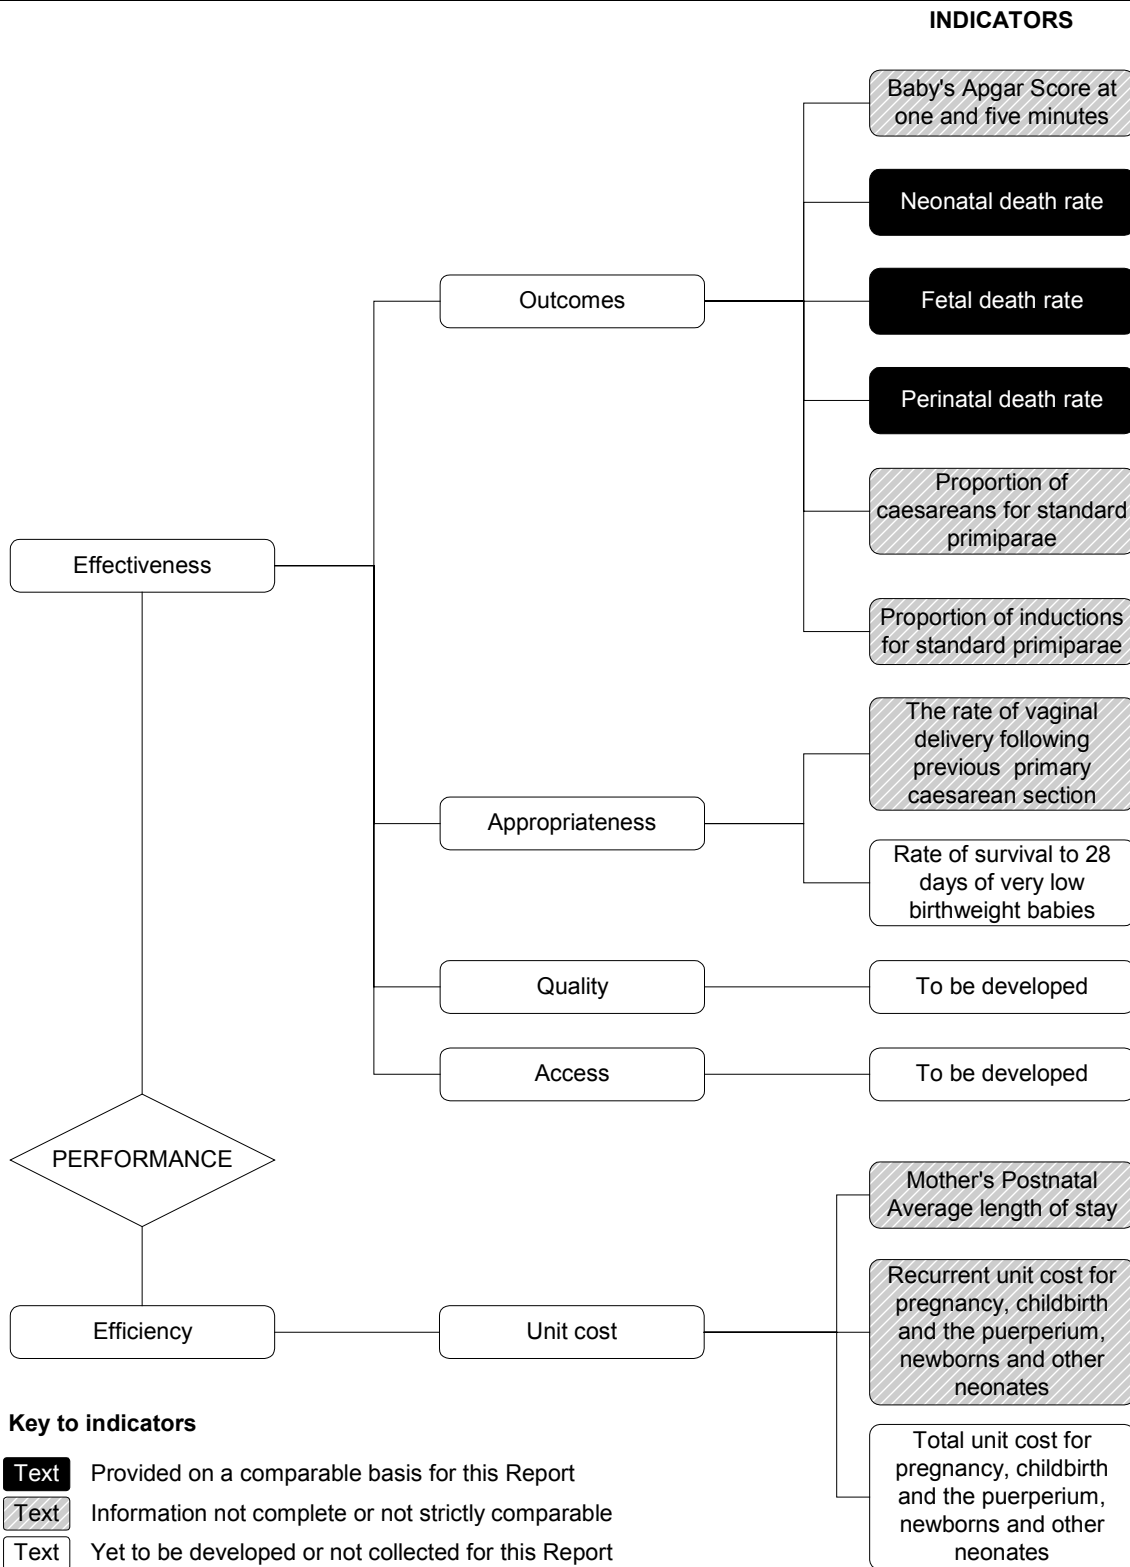 INDICATORS
Baby's Apgar Score at
one and five minutes
Neonatal death rate
Outcomes
Fetal death rate
Perinatal death rate
Proportion of
caesareans for standard
primiparae
Effectiveness
Proportion of inductions
for standard primiparae
The rate of vaginal
delivery following
previous primary
caesarean section
Appropriateness
Rate of survival to 28
days of very low
birthweight babies
Quality
To be developed
Access
To be developed
PERFORMANCE
Mother's Postnatal
Average length of stay
Efficiency
Unit cost
Recurrent unit cost for
pregnancy, childbirth
and the puerperium,
newborns and other
neonates
Total unit cost for
pregnancy, childbirth
and the puerperium,
newborns and other
neonates
Key to indicators
Text Provided on a comparable basis for this Report
Text Information not complete or not strictly comparable
Text Yet to be developed or not collected for this Report